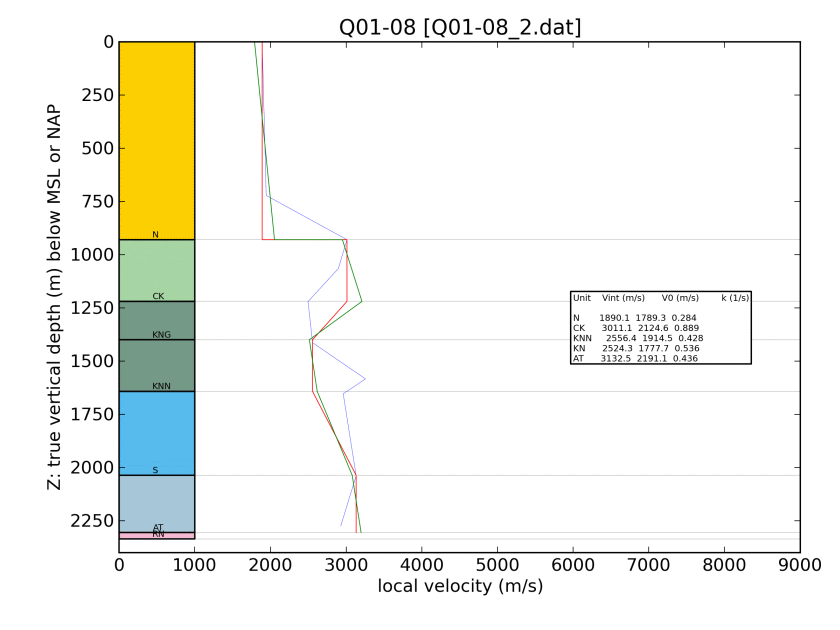 Q01-08 [Q01-08_2.dat]
Z: true vertical depth (m) below MSL or NAP
0
250
500
750
1000
1250
1500
1750
2000
2250
N
CK
KNG
KNN
S
AT
RN
Unit Vint (m/s) V0 (m/s) k (1/s)
N 1890.1 1789.3 0.284
CK 3011.1 2124.6 0.889
KNN 2556.4 1914.5 0.428
KN 2524.3 1777.7 0.536
AT 3132.5 2191.1 0.436
0 1000 2000 3000 4000 5000 6000 7000 8000 9000
local velocity (m/s)